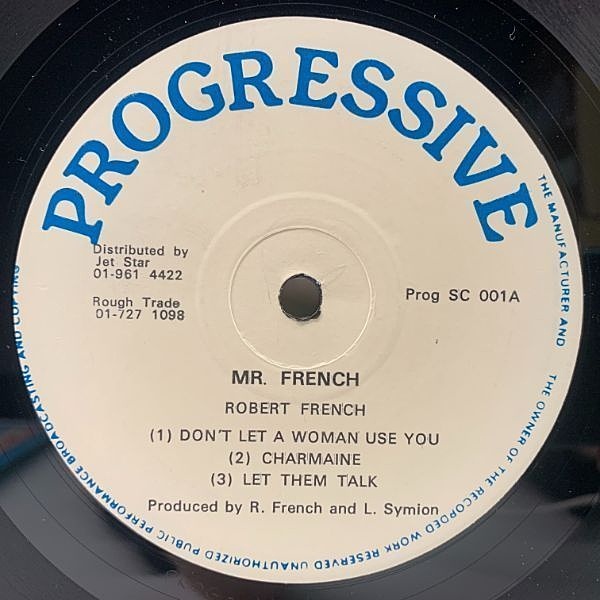 PROGRESSIVE
Distributed by
Jet Star
01-961 4422
Rough Trade
01-727 1098
Prog SC 001A
MR. FRENCH
ROBERT FRENCH
(1) DON'T LET A WOMAN USE YOU
(2) CHARMAINE
(3) LET THEM TALK
Produced by R. French and L. Symion
THE MANUFACTURER AND THE OWNER OF THE RECORDED WORK RESERVED UNAUTHORIZED PUBLIC PERFORMANCE BROADCASTING AND COPYING